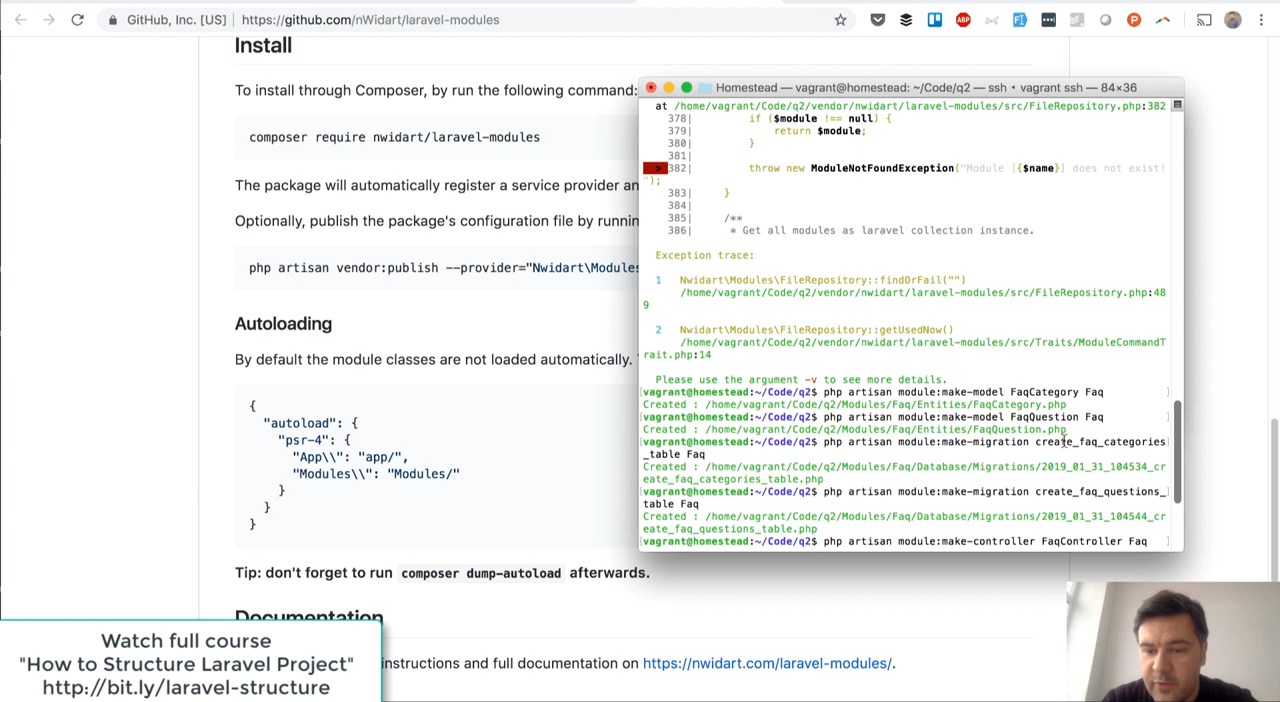 GitHub, Inc. [US] | https://github.com/nWidart/laravel-modules
Install
To install through Composer, by run the following command:
composer require nwidart/laravel-modules
The package will automatically register a service provider an
Optionally, publish the package's configuration file by runnin
php artisan vendor:publish --provider="Nwidart\Modules
Autoloading
By default the module classes are not loaded automatically.
{
"autoload": {
"psr-4": {
"App\\": "app/",
"Modules\\": "Modules/"
}
}
}
Tip: don't forget to run composer dump-autoload afterwards.
Documentation
instructions and full documentation on https://nwidart.com/laravel-modules/.
Homestead — vagrant@homestead: ~/Code/q2 — ssh • vagrant ssh — 84×36
at /home/vagrant/Code/q2/vendor/nwidart/laravel-modules/src/FileRepository.php:382
378| if ($module !== null) {
379| return $module;
380| }
381|
382| throw new ModuleNotFoundException("Module [{$name}] does not exist!
");
383| }
384|
385| /**
386| * Get all modules as laravel collection instance.
Exception trace:
1 Nwidart\Modules\FileRepository::findOrFail("")
/home/vagrant/Code/q2/vendor/nwidart/laravel-modules/src/FileRepository.php:48
9
2 Nwidart\Modules\FileRepository::getUsedNow()
/home/vagrant/Code/q2/vendor/nwidart/laravel-modules/src/Traits/ModuleCommandT
rait.php:14
Please use the argument -v to see more details.
[vagrant@homestead:~/Code/q2$ php artisan module:make-model FaqCategory Faq ]
Created : /home/vagrant/Code/q2/Modules/Faq/Entities/FaqCategory.php
[vagrant@homestead:~/Code/q2$ php artisan module:make-model FaqQuestion Faq ]
Created : /home/vagrant/Code/q2/Modules/Faq/Entities/FaqQuestion.php
[vagrant@homestead:~/Code/q2$ php artisan module:make-migration create_faq_categories]
_table Faq
Created : /home/vagrant/Code/q2/Modules/Faq/Database/Migrations/2019_01_31_104534_cr
eate_faq_categories_table.php
[vagrant@homestead:~/Code/q2$ php artisan module:make-migration create_faq_questions_]
table Faq
Created : /home/vagrant/Code/q2/Modules/Faq/Database/Migrations/2019_01_31_104544_cr
eate_faq_questions_table.php
[vagrant@homestead:~/Code/q2$ php artisan module:make-controller FaqController Faq ]
Watch full course
"How to Structure Laravel Project"
http://bit.ly/laravel-structure